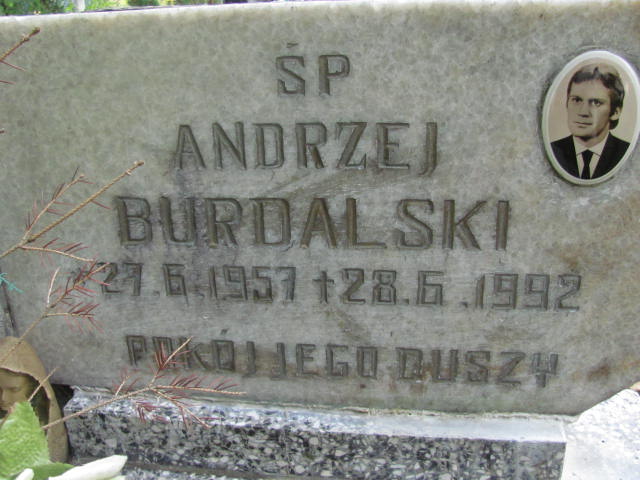 ŚP
ANDRZEJ
BURDALSKI
* 27.6.1957 † 28.6.1992
POKÓJ JEGO DUSZY